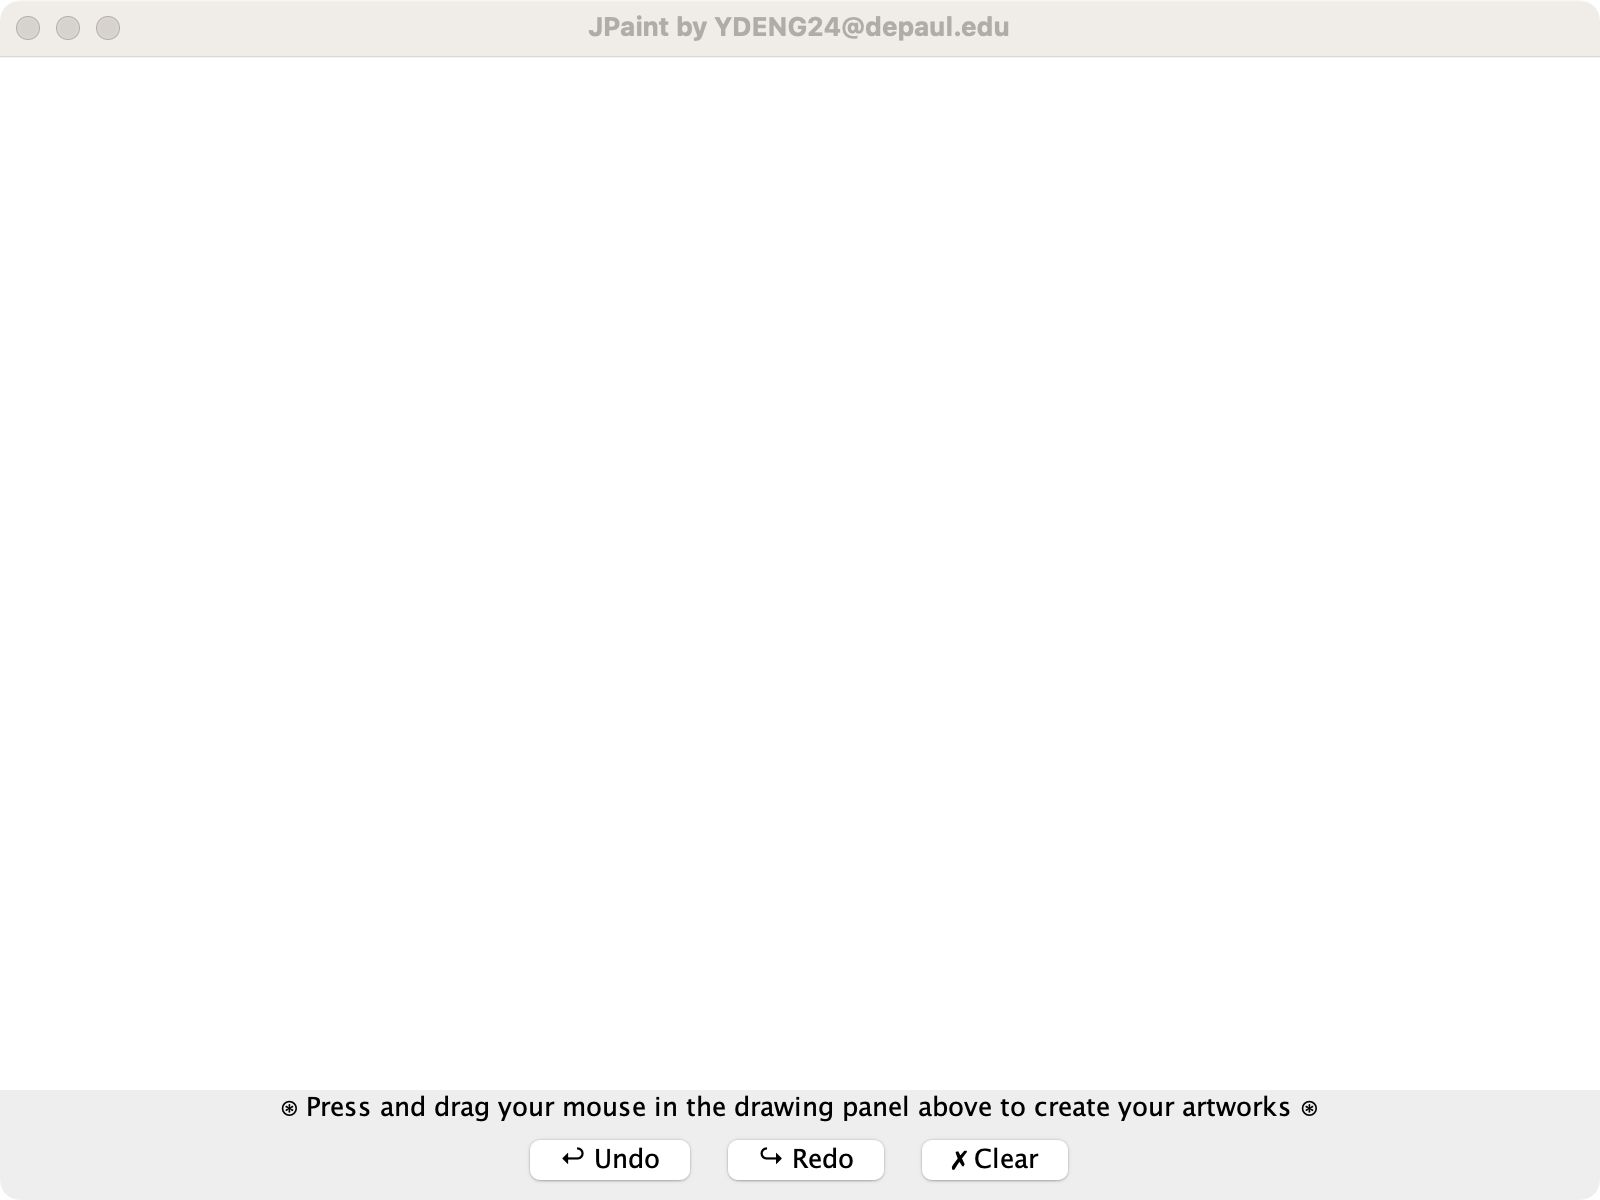 JPaint by YDENG24@depaul.edu
⊛ Press and drag your mouse in the drawing panel above to create your artworks ⊛
↩ Undo ↪ Redo ✗ Clear